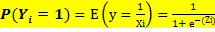 P(Yᵢ = 1) = E (y = 1/Xi) = 1/(1+ e⁻⁽ᶻⁱ⁾)